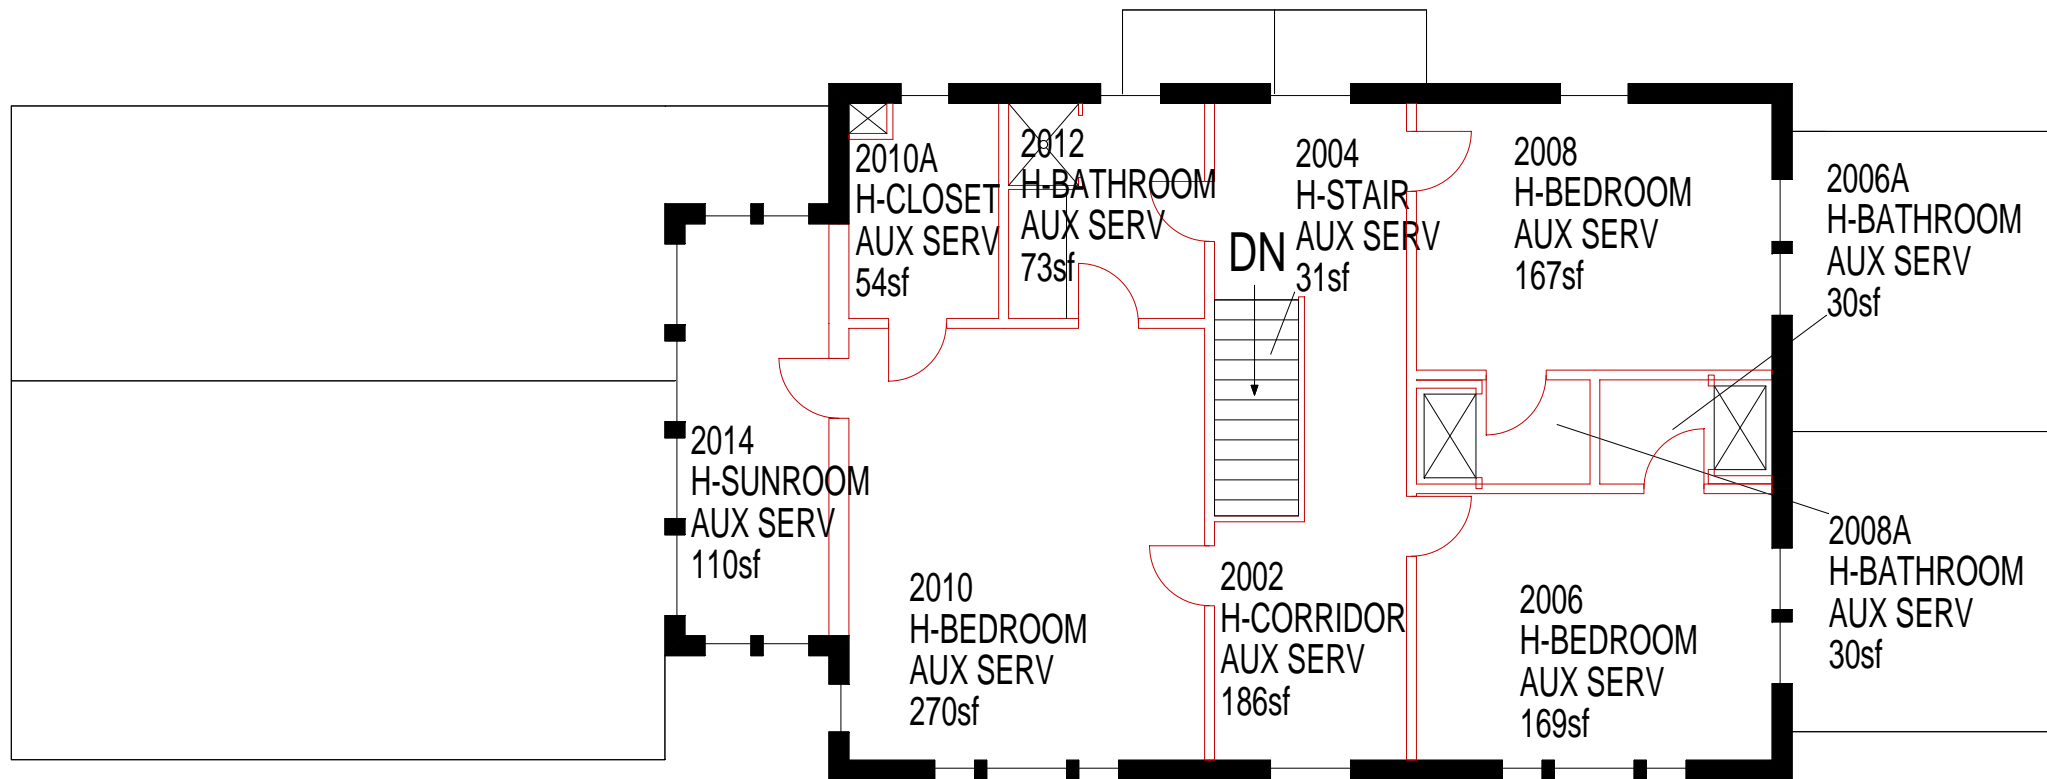 2010A
H-CLOSET
AUX SERV
54sf
2012
H-BATHROOM
AUX SERV
73sf
2004
H-STAIR
AUX SERV
31sf
DN
2008
H-BEDROOM
AUX SERV
167sf
2006A
H-BATHROOM
AUX SERV
30sf
2014
H-SUNROOM
AUX SERV
110sf
2010
H-BEDROOM
AUX SERV
270sf
2002
H-CORRIDOR
AUX SERV
186sf
2006
H-BEDROOM
AUX SERV
169sf
2008A
H-BATHROOM
AUX SERV
30sf